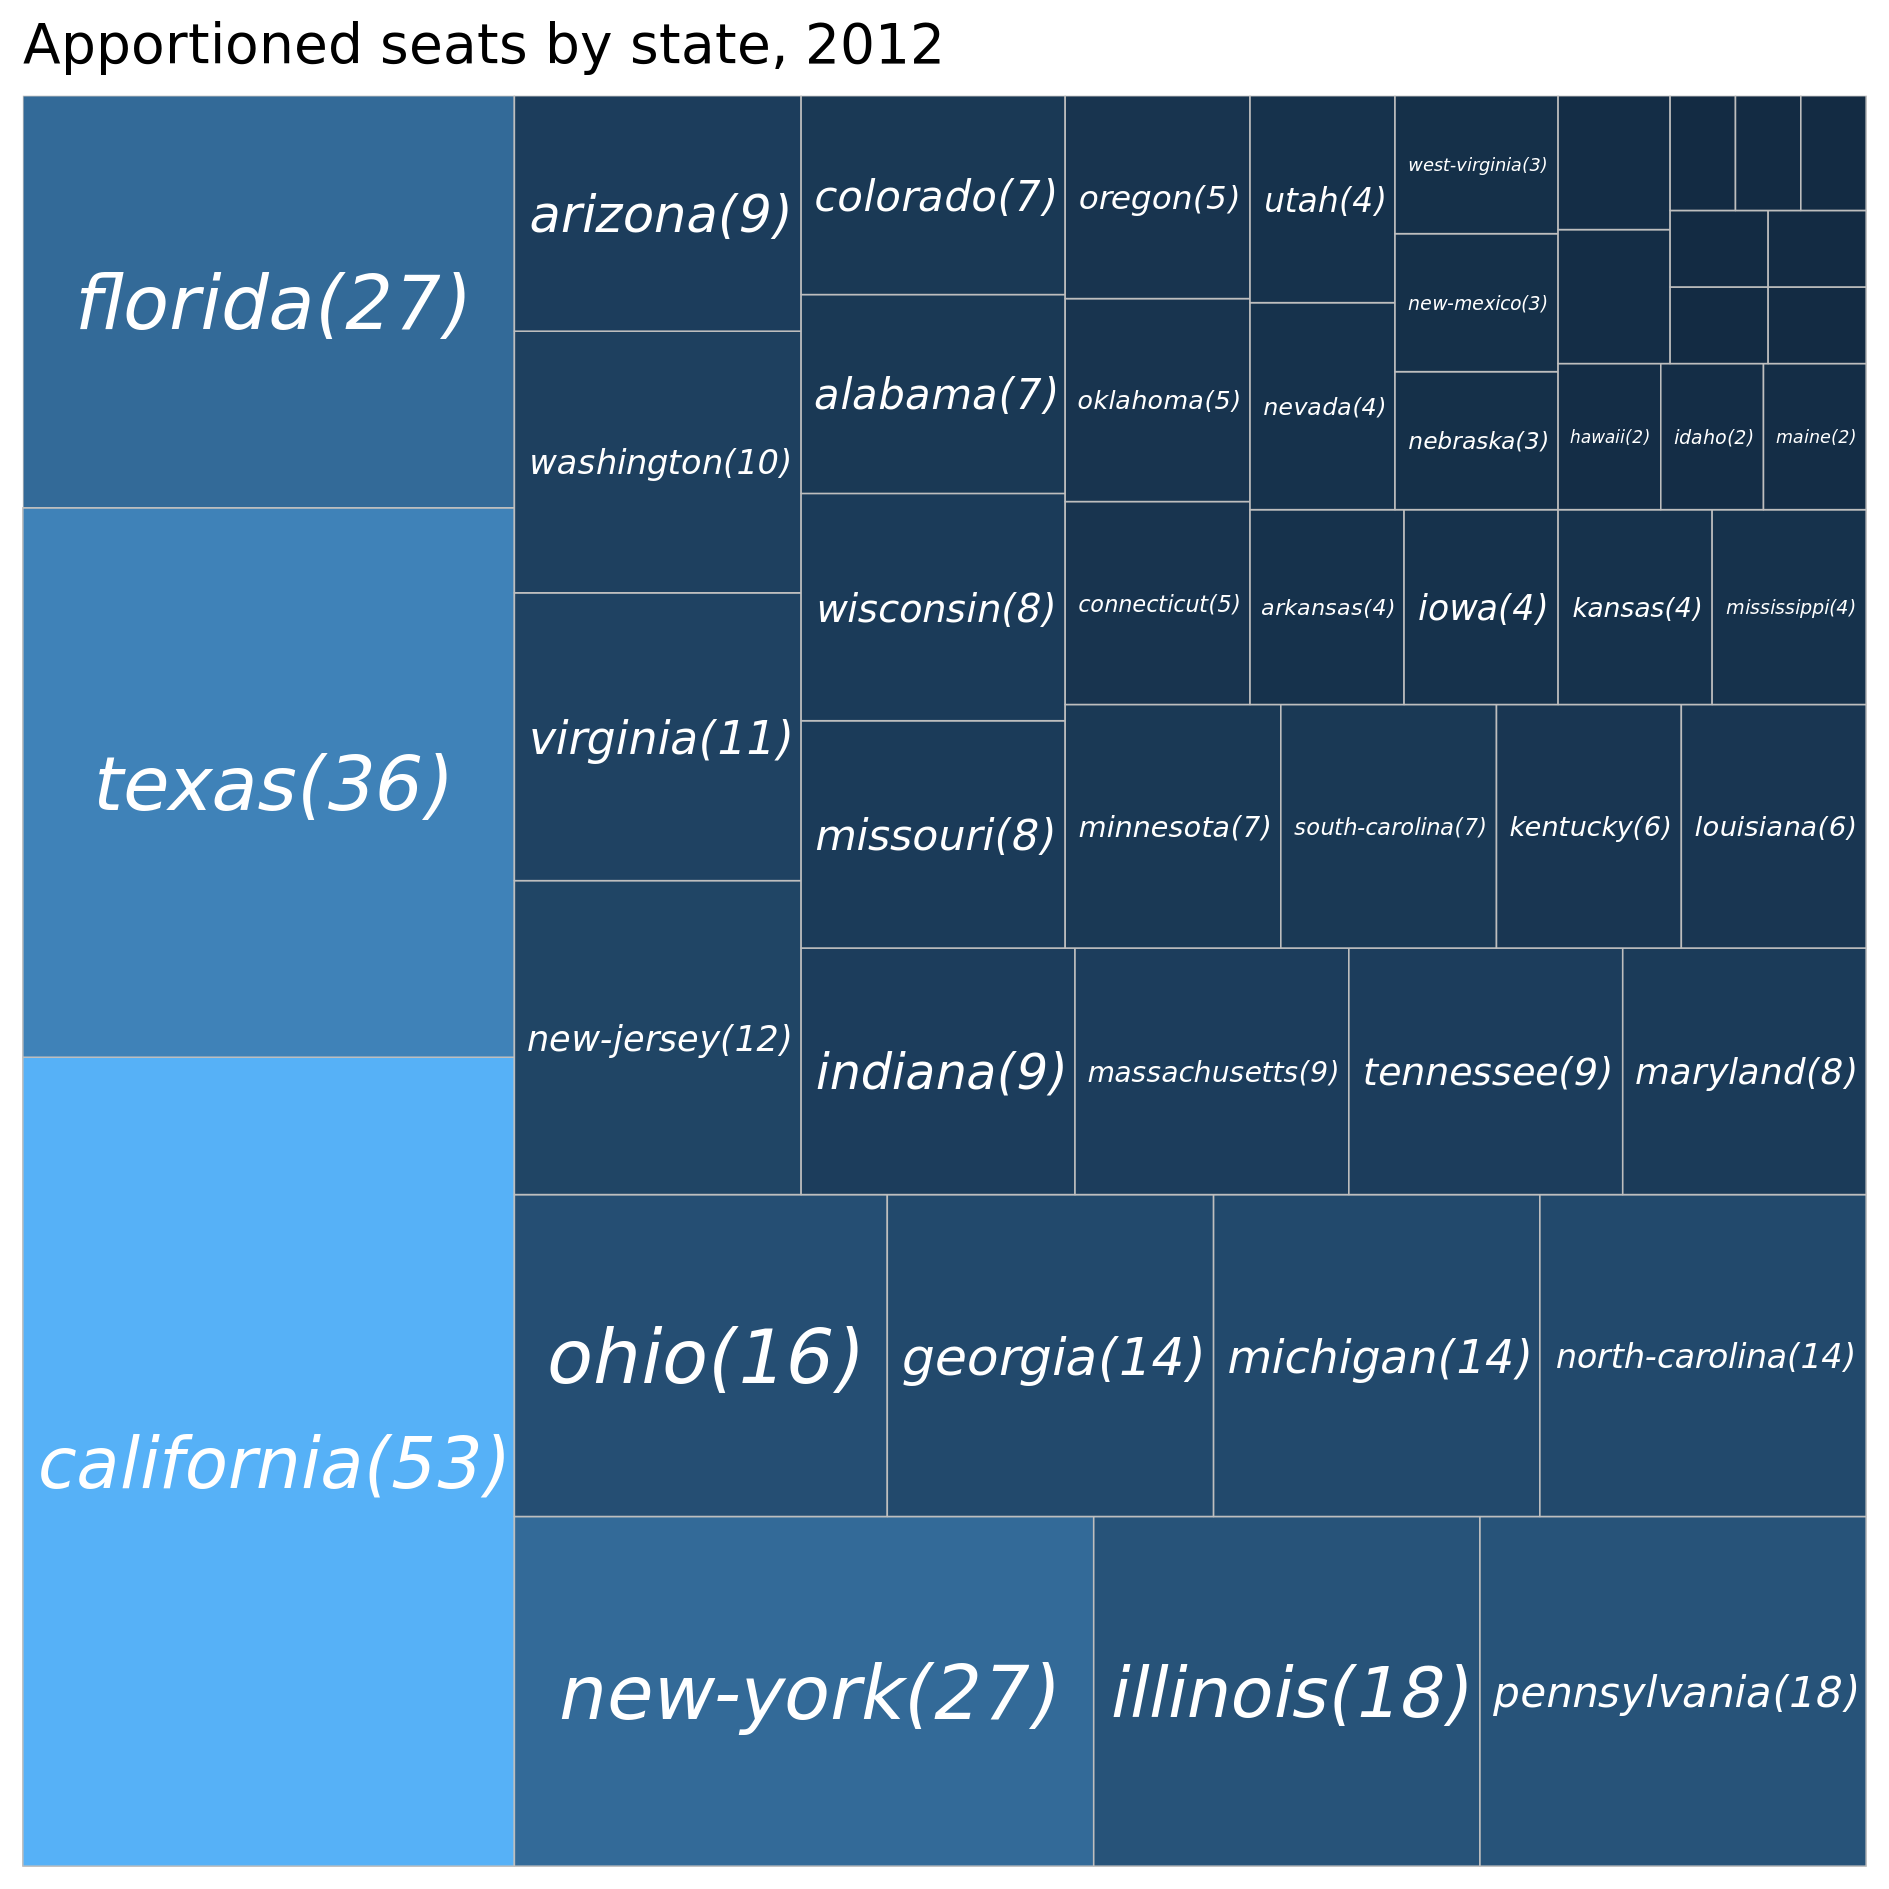 Apportioned seats by state, 2012
florida(27)
texas(36)
california(53)
arizona(9)
washington(10)
virginia(11)
new-jersey(12)
colorado(7)
alabama(7)
wisconsin(8)
missouri(8)
oregon(5)
oklahoma(5)
connecticut(5)
utah(4)
nevada(4)
west-virginia(3)
new-mexico(3)
nebraska(3)
hawaii(2)
idaho(2)
maine(2)
arkansas(4)
iowa(4)
kansas(4)
mississippi(4)
minnesota(7)
south-carolina(7)
kentucky(6)
louisiana(6)
indiana(9)
massachusetts(9)
tennessee(9)
maryland(8)
ohio(16)
georgia(14)
michigan(14)
north-carolina(14)
new-york(27)
illinois(18)
pennsylvania(18)